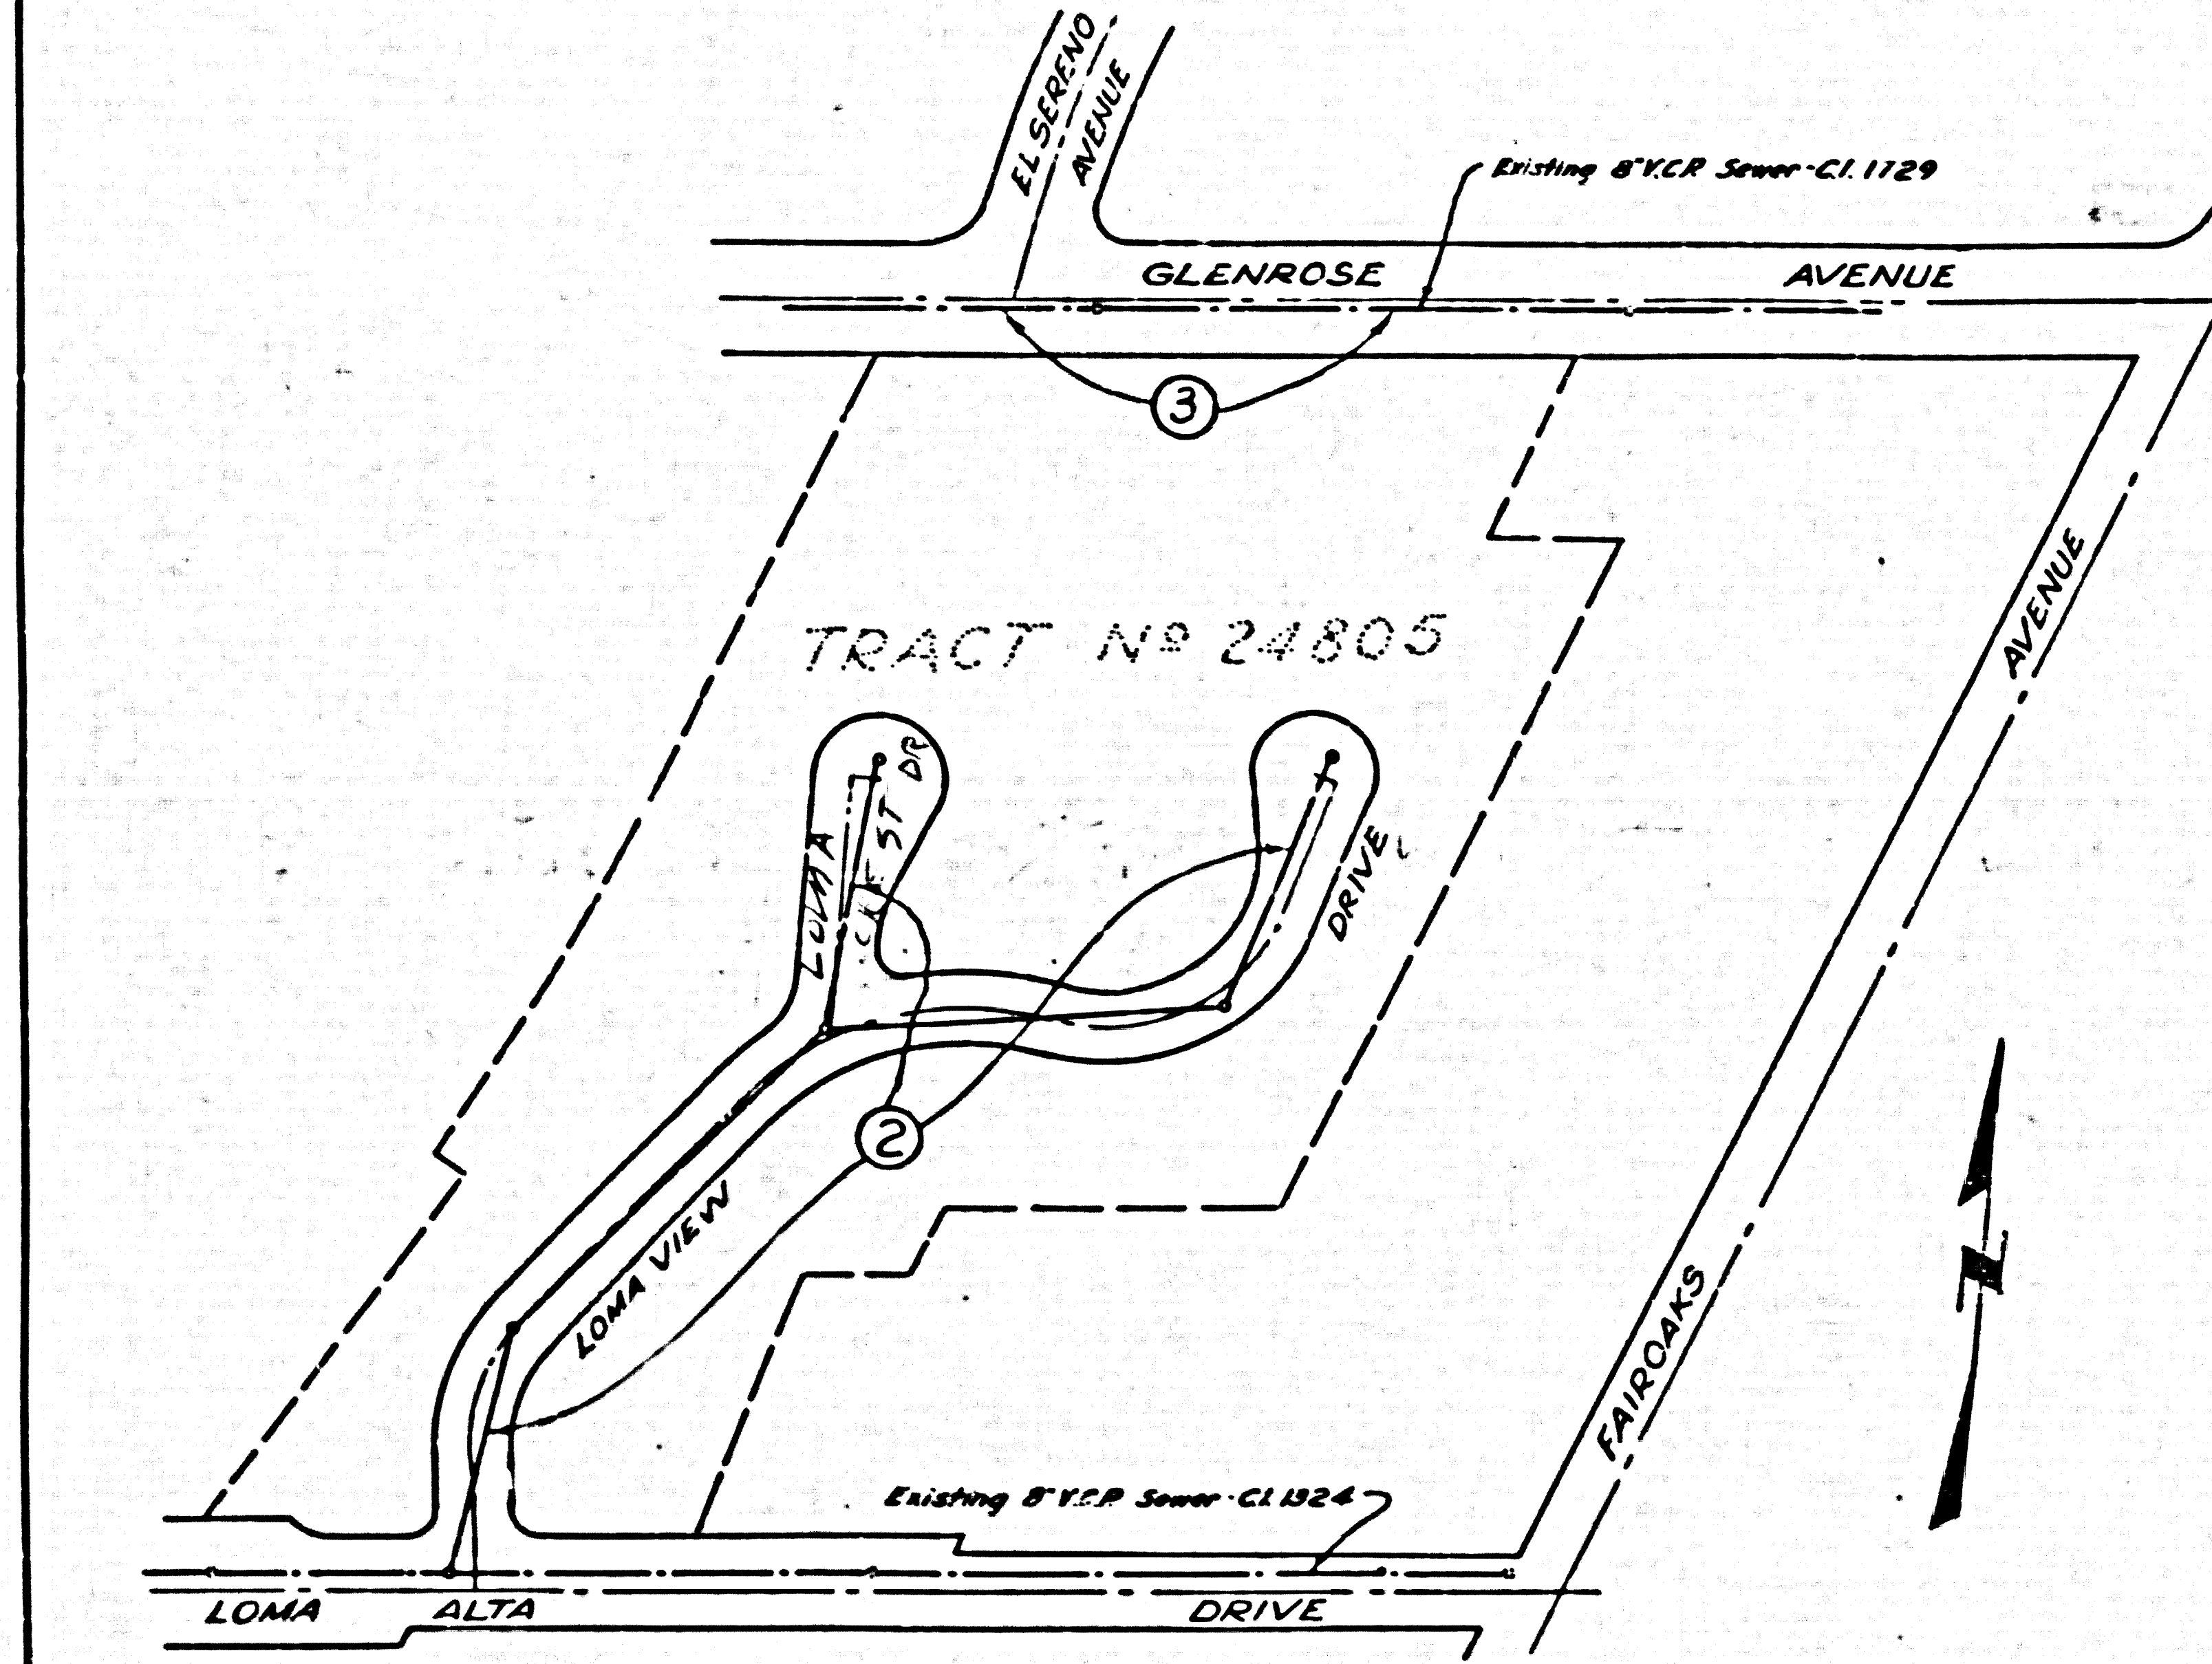 EL SERENO
AVENUE
Existing 8" V.C.P. Sewer - C.I. 1729
GLENROSE AVENUE
3
TRACT Nº 24805
AVENUE
LOMA
CREST DR
DRIVE
2
LOMA VIEW
FAIROAKS
N
Existing 8" V.C.P. Sewer - C.I. 1324
LOMA ALTA DRIVE